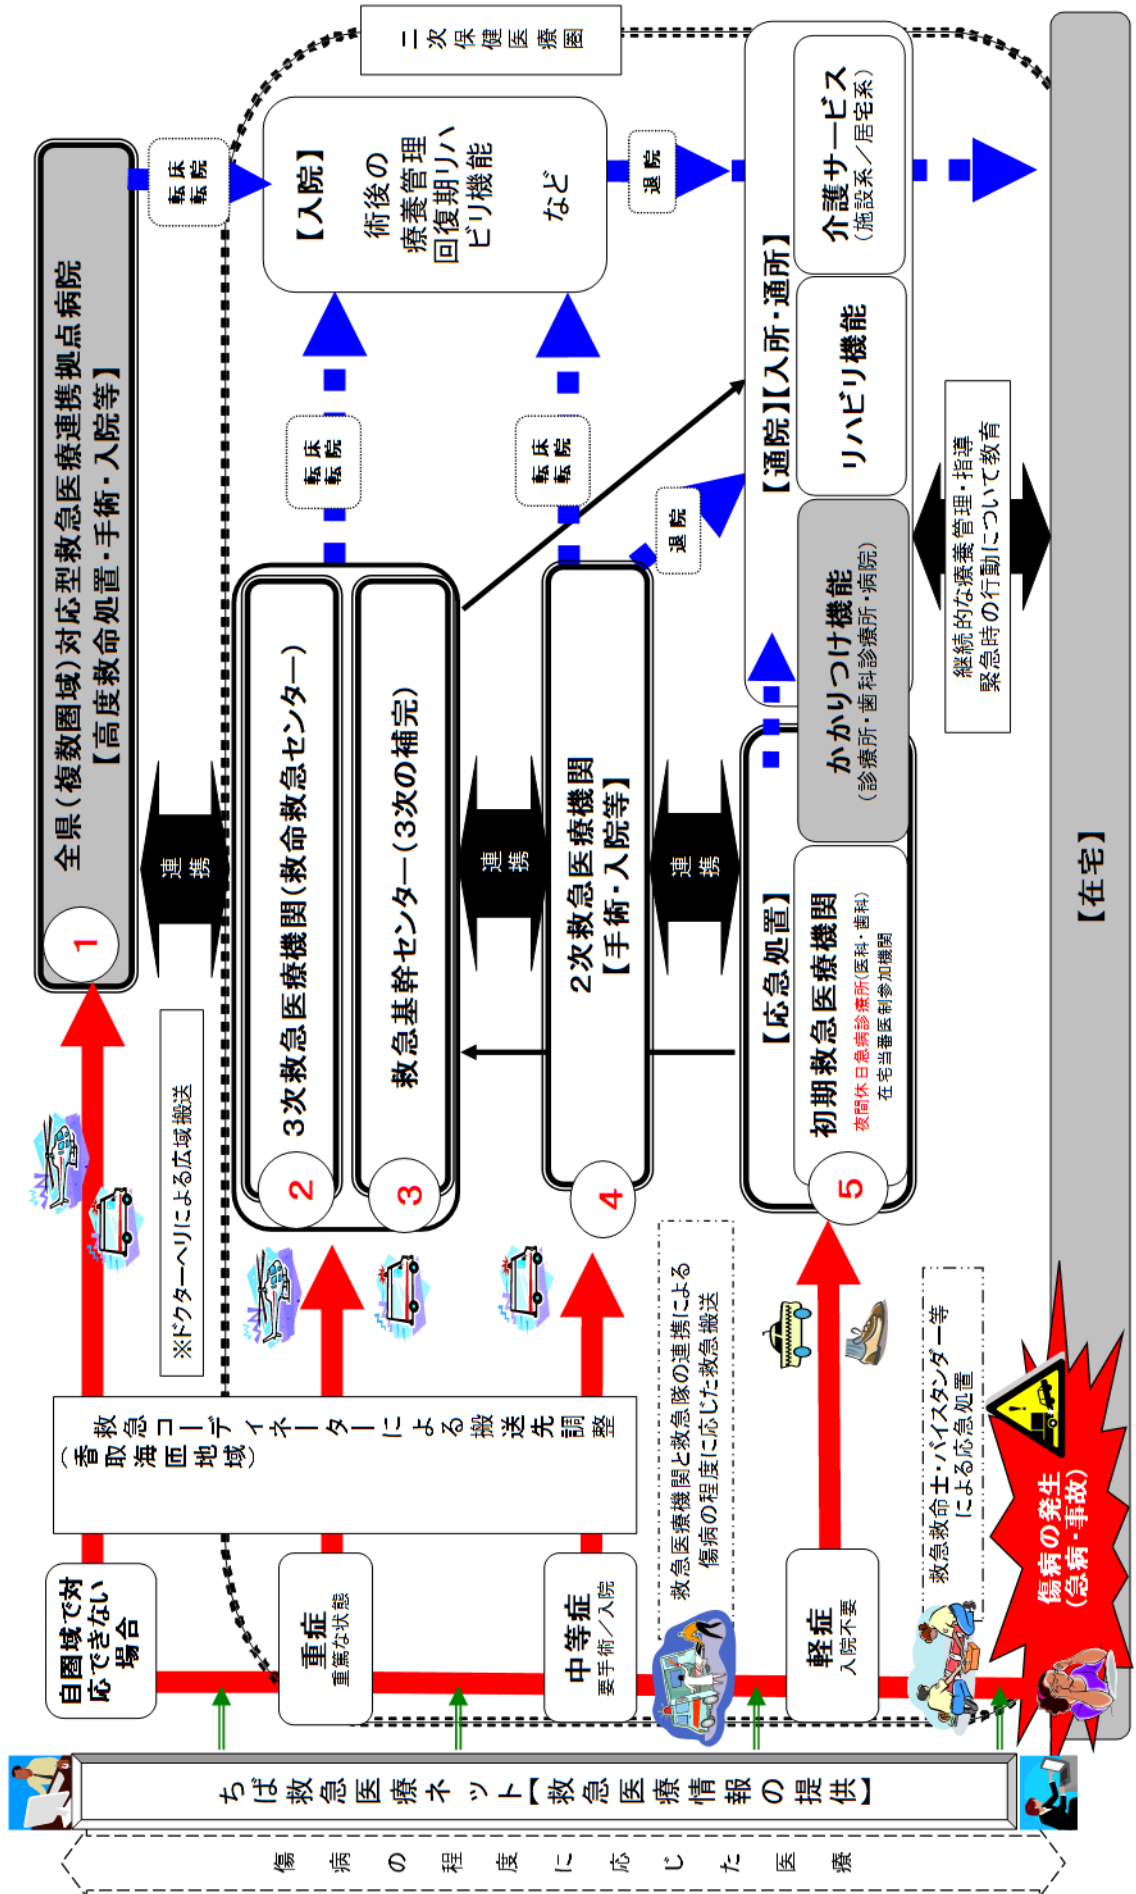 傷病の程度に応じた医療
ちば救急医療ネット【救急医療情報の提供】
自圏域で対
応できない
場合
重症
重篤な状態
中等症
要手術／入院
軽症
入院不要
救急コーディネーターによる搬送先調整
（香取海匝地域）
※ドクターヘリによる広域搬送
救急医療機関と救急隊の連携による
傷病の程度に応じた救急搬送
救急救命士・バイスタンダー等
による応急処置
傷病の発生
（急病・事故）
1
全県（複数圏域）対応型救急医療連携拠点病院
【高度救命処置・手術・入院等】
連携
2
3次救急医療機関（救命救急センター）
3
救急基幹センター（3次の補完）
連携
4
2次救急医療機関
【手術・入院等】
連携
【応急処置】
5
初期救急医療機関
夜間休日急病診療所（医科・歯科）
在宅当番医制参加機関
かかりつけ機能
（診療所・歯科診療所・病院）
リハビリ機能
介護サービス
（施設系／居宅系）
【通院】【入所・通所】
転床
転院
転床
転院
転床
転院
退院
退院
【入院】
術後の
療養管理
回復期リハ
ビリ機能
など
二次保健医療圏
継続的な療養管理・指導
緊急時の行動について教育
【在宅】